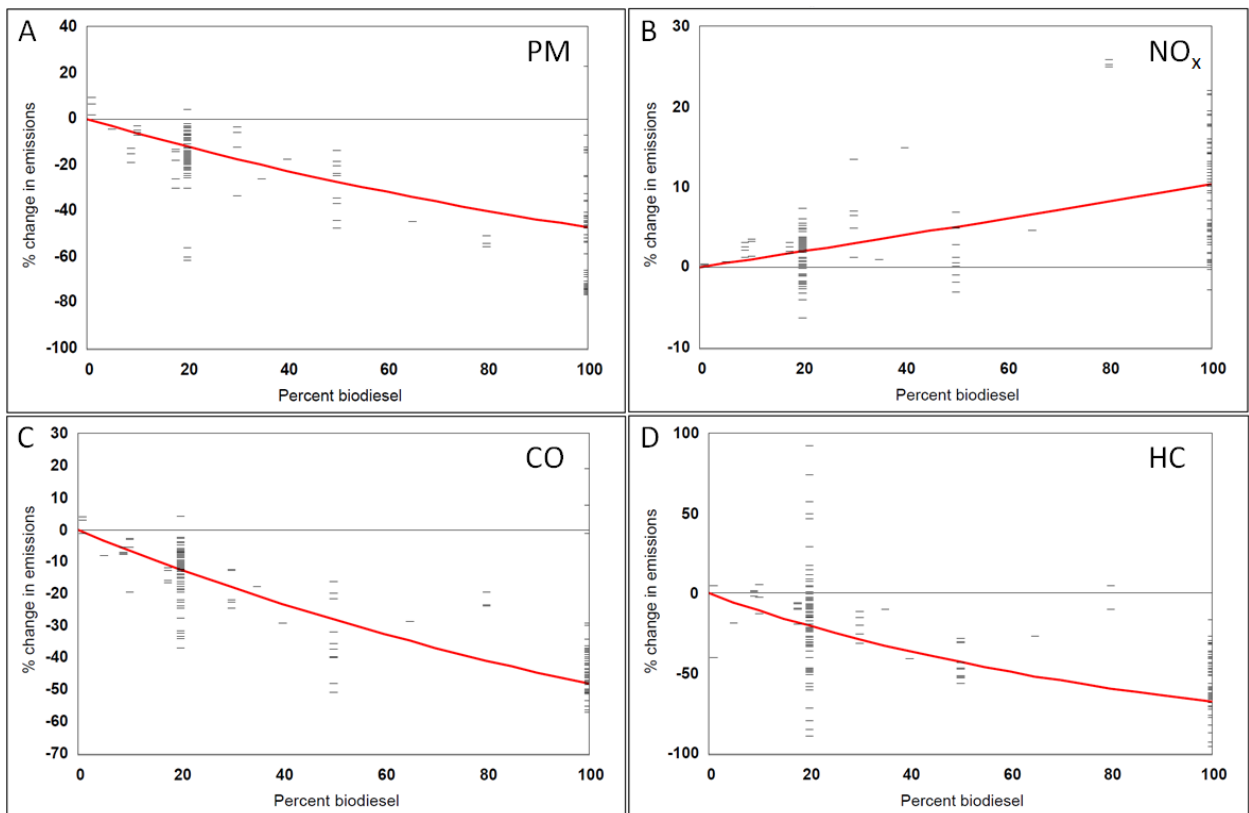 A
PM
40
20
0
-20
-40
-60
-80
-100
% change in emissions
0 20 40 60 80 100
Percent biodiesel
B
NOx
30
20
10
0
-10
% change in emissions
0 20 40 60 80 100
Percent biodiesel
C
CO
30
20
10
0
-10
-20
-30
-40
-50
-60
-70
% change in emissions
0 20 40 60 80 100
Percent biodiesel
D
HC
100
50
0
-50
-100
% change in emissions
0 20 40 60 80 100
Percent biodiesel